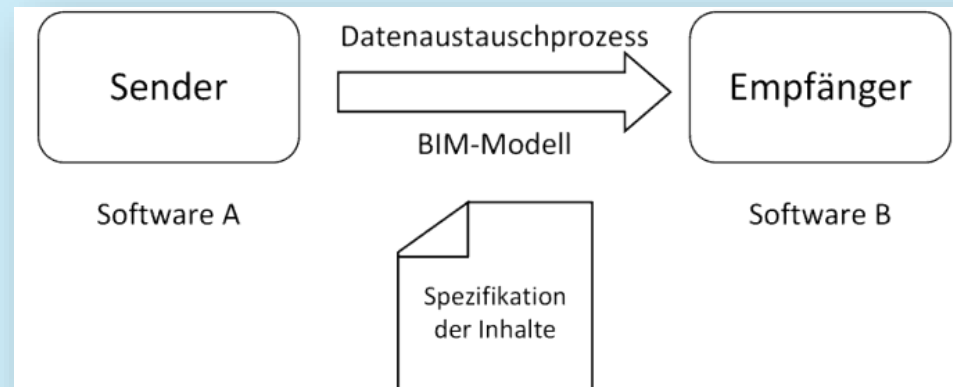 Sender
Datenaustauschprozess
BIM-Modell
Empfänger
Software A
Software B
Spezifikation
der Inhalte